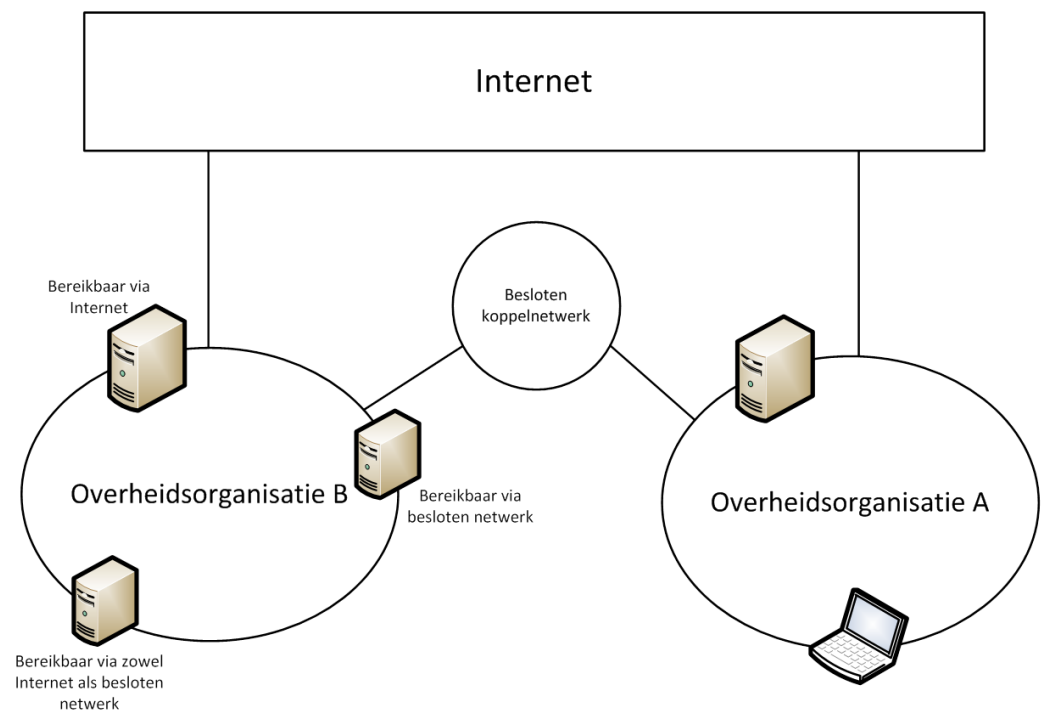 Internet
Bereikbaar via
Internet
Besloten
koppelnetwerk
Overheidsorganisatie B
Bereikbaar via
besloten netwerk
Overheidsorganisatie A
Bereikbaar via zowel
Internet als besloten
netwerk